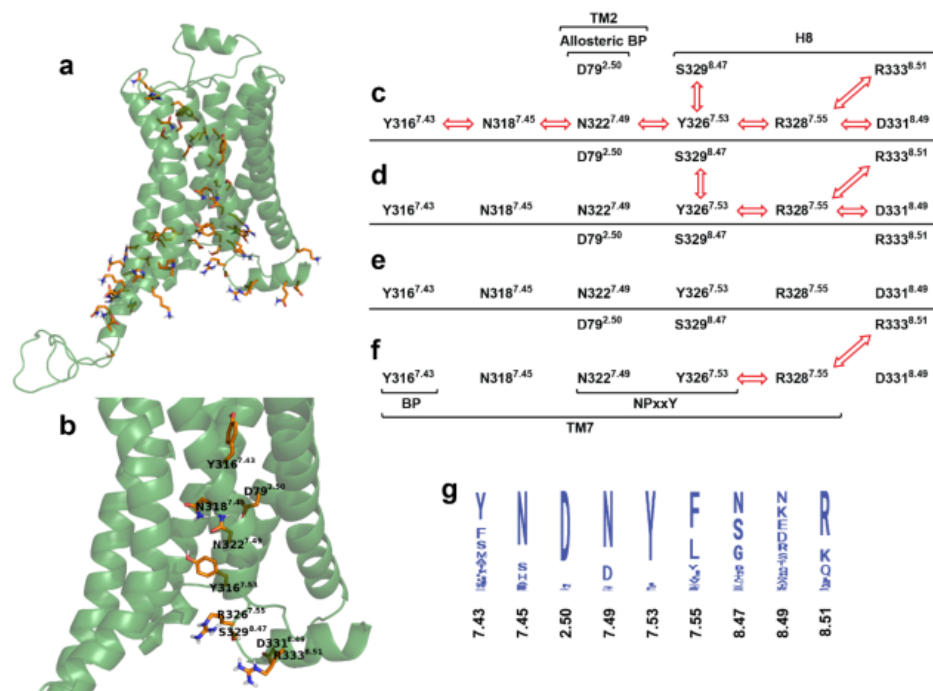 a
TM2
Allosteric BP
H8
D79^2.50 S329^8.47 R333^8.51
c
Y316^7.43 N318^7.45 N322^7.49 Y326^7.53 R328^7.55 D331^8.49
D79^2.50 S329^8.47 R333^8.51
d
Y316^7.43 N318^7.45 N322^7.49 Y326^7.53 R328^7.55 D331^8.49
D79^2.50 S329^8.47 R333^8.51
e
Y316^7.43 N318^7.45 N322^7.49 Y326^7.53 R328^7.55 D331^8.49
D79^2.50 S329^8.47 R333^8.51
f
Y316^7.43 N318^7.45 N322^7.49 Y326^7.53 R328^7.55 D331^8.49
BP NPxxY
TM7
b
Y316^7.43
D79^2.50
N318^7.45
N322^7.49
Y316^7.53
R326^7.55
S329^8.47
D331^8.49
R333^8.51
g
Y N D N Y F N N R
F S D L S K K
S H G E Q
D
R
7.43 7.45 2.50 7.49 7.53 7.55 8.47 8.49 8.51